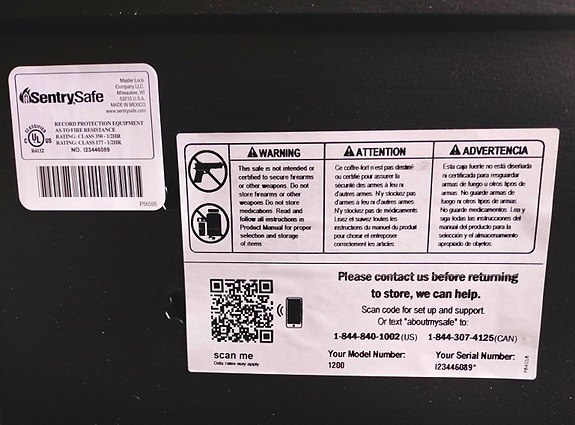 SentrySafe
Master Lock
Company LLC.
Milwaukee, WI
53210 U.S.A.
MADE IN MEXICO
www.sentrysafe.com
CLASSIFIED
C UL US
R4132
RECORD PROTECTION EQUIPMENT
AS TO FIRE RESISTANCE
RATING: CLASS 350 - 1/2HR
RATING: CLASS 177 - 1/2HR
NO. I23446089
P56595
WARNING
This safe is not intended or
certified to secure firearms
or other weapons. Do not
store firearms or other
weapons. Do not store
medications. Read and
follow all instructions in
Product Manual for proper
selection and storage
of items
ATTENTION
Ce coffre-fort n'est pas destiné
ou certifié pour assurer la
sécurité des armes à feu ni
d'autres armes. N'y stockez pas
d'armes à feu ni d'autres armes.
N'y stockez pas de médicaments
Lisez et suivez toutes les
instructions du manuel du produit
pour choisir et entreposer
correctement les articles
ADVERTENCIA
Esta caja fuerte no está diseñada
ni certificada para resguardar
armas de fuego u otros tipos de
armas. No guarde armas de
fuego ni otros tipos de armas
No guarde medicamentos. Lea y
siga todas las instrucciones del
manual del producto para la
selección y el almacenamiento
apropiado de objetos
scan me
Data rates may apply
Please contact us before returning
to store, we can help.
Scan code for set up and support.
Or text "aboutmysafe" to:
1-844-840-1002 (US) 1-844-307-4125 (CAN)
Your Model Number: Your Serial Number:
1200 I23446089*